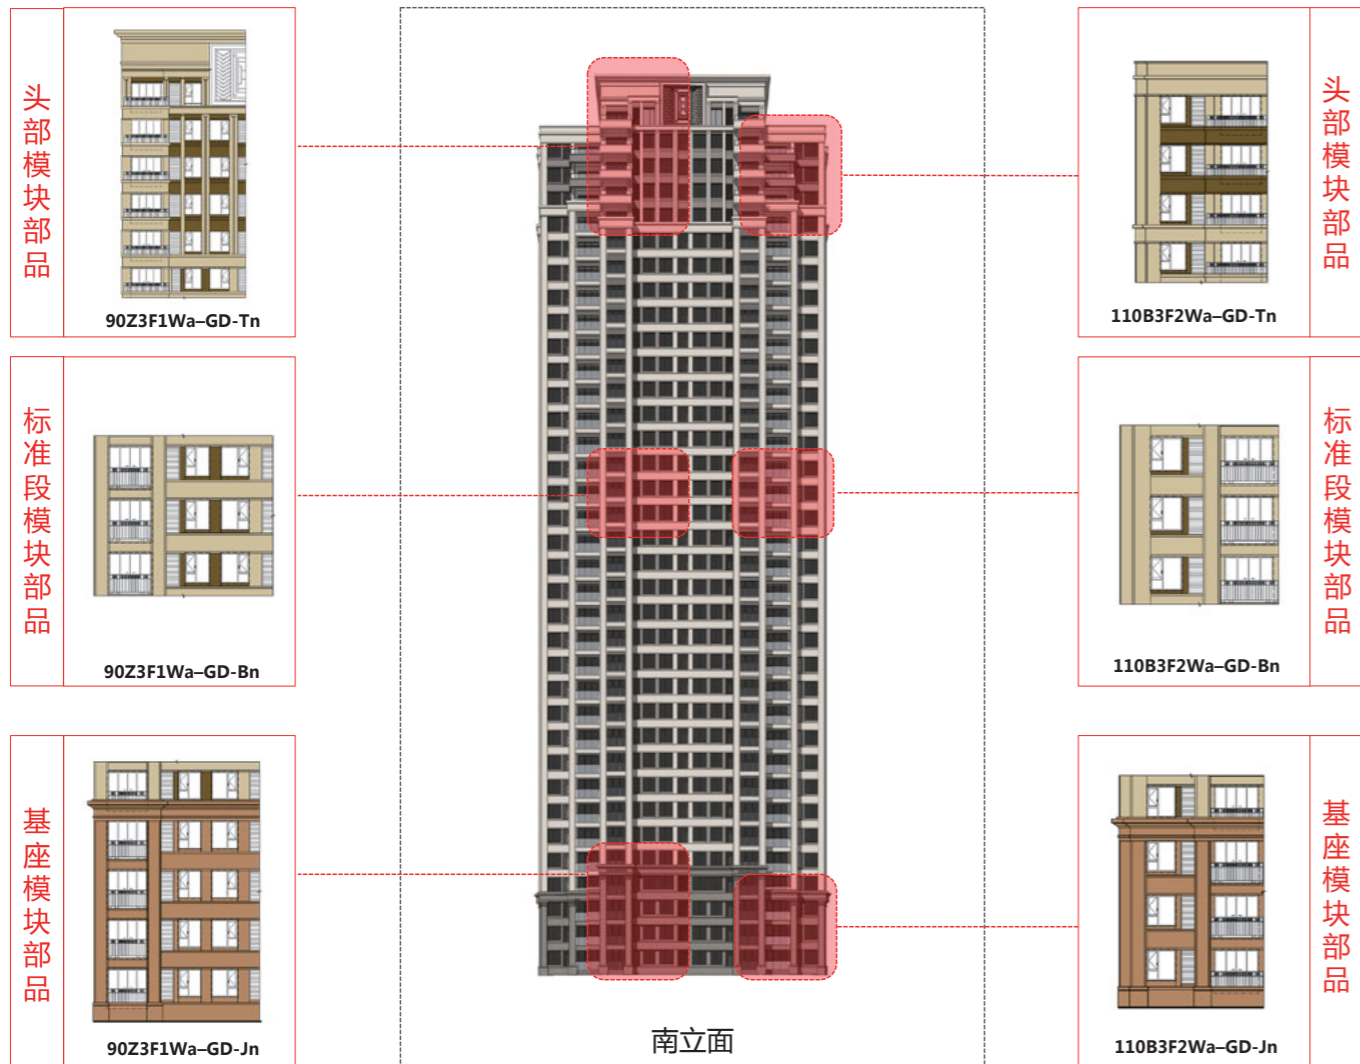 头部模块部品
90Z3F1Wa–GD-Tn
标准段模块部品
90Z3F1Wa–GD-Bn
基座模块部品
90Z3F1Wa–GD-Jn
南立面
头部模块部品
110B3F2Wa–GD-Tn
标准段模块部品
110B3F2Wa–GD-Bn
基座模块部品
110B3F2Wa–GD-Jn